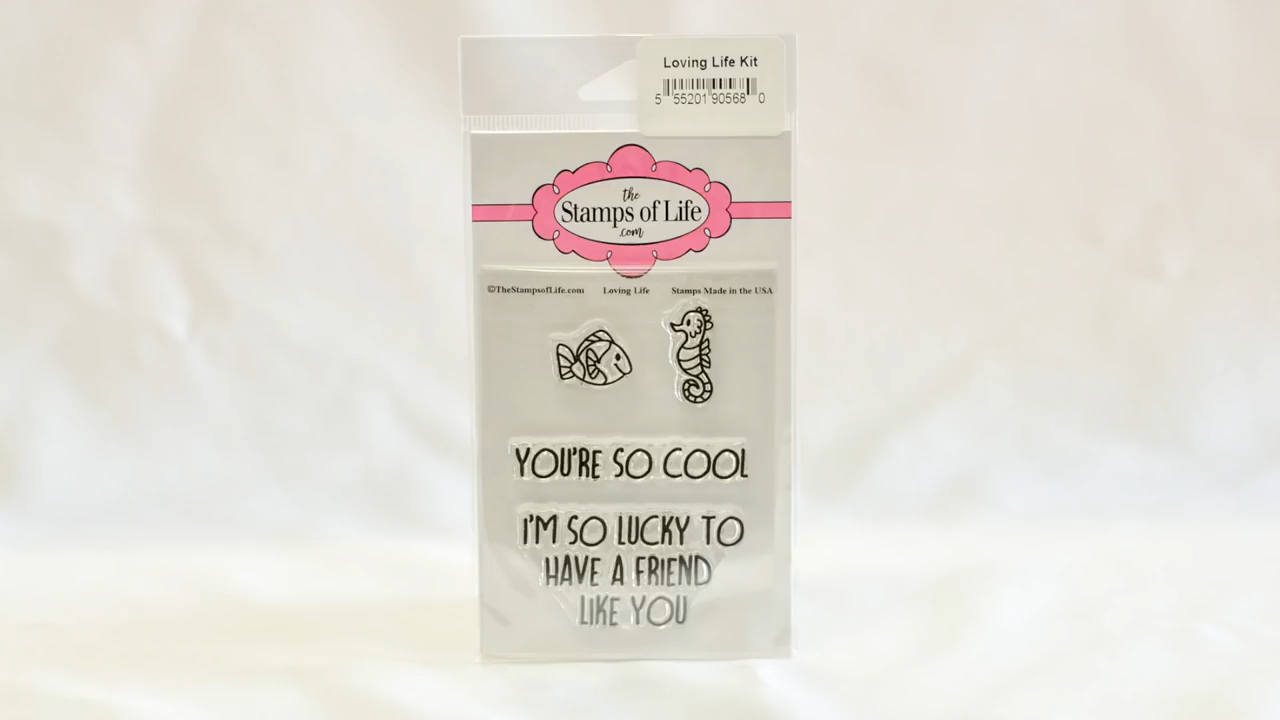 Loving Life Kit
5 55201 90568 0
the
Stamps of Life
.com
©TheStampsofLife.com Loving Life Stamps Made in the USA
YOU'RE SO COOL
I'M SO LUCKY TO
HAVE A FRIEND
LIKE YOU